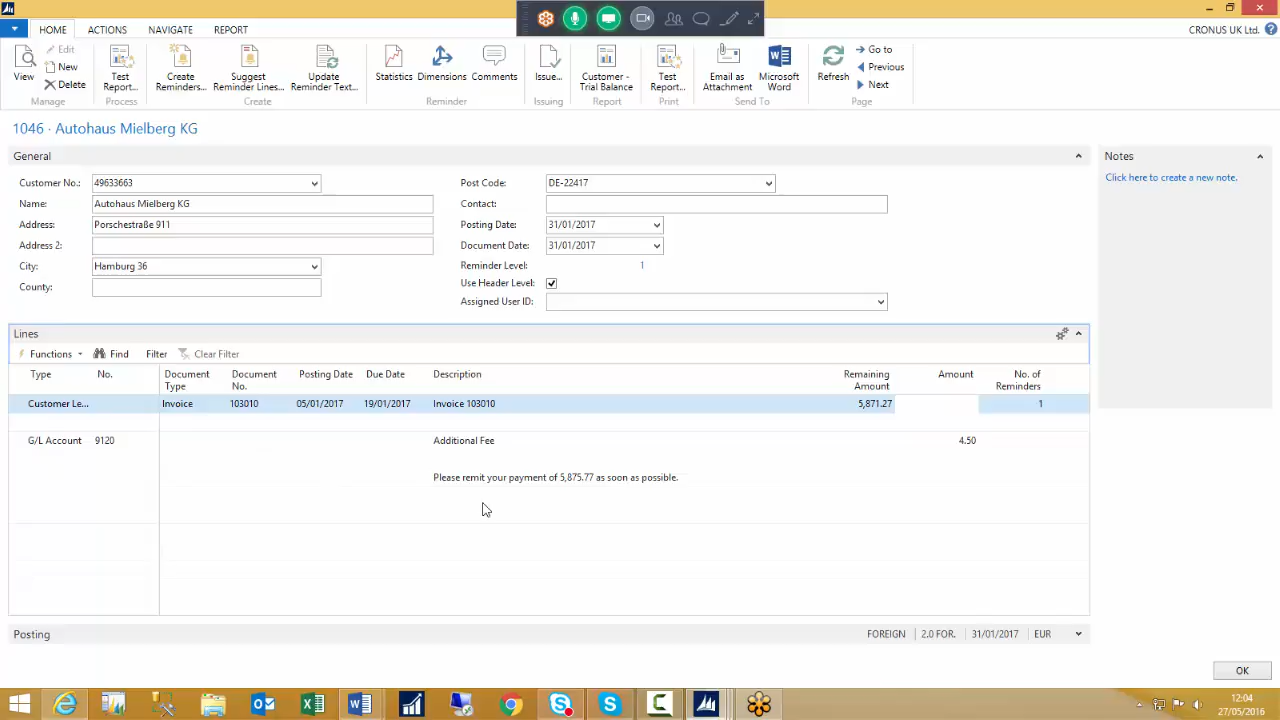 HOME ACTIONS NAVIGATE REPORT CRONUS UK Ltd.
View
Edit
New
Delete
Manage
Test Report...
Process
Create Reminders...
Suggest Reminder Lines...
Update Reminder Text...
Create
Statistics
Dimensions
Comments
Reminder
Issue...
Issuing
Customer - Trial Balance
Report
Test Report...
Print
Email as Attachment
Microsoft Word
Send To
Refresh
Go to
Previous
Next
Page
1046 · Autohaus Mielberg KG
General
Customer No.: 49633663
Name: Autohaus Mielberg KG
Address: Porschestraße 911
Address 2:
City: Hamburg 36
County:
Post Code: DE-22417
Contact:
Posting Date: 31/01/2017
Document Date: 31/01/2017
Reminder Level: 1
Use Header Level:
Assigned User ID:
Notes
Click here to create a new note.
Lines
Functions Find Filter Clear Filter
Type No. Document Type Document No. Posting Date Due Date Description Remaining Amount Amount No. of Reminders
Customer Le... Invoice 103010 05/01/2017 19/01/2017 Invoice 103010 5,871.27 1
G/L Account 9120 Additional Fee 4.50
Please remit your payment of 5,875.77 as soon as possible.
Posting FOREIGN 2.0 FOR. 31/01/2017 EUR
OK
12:04
27/05/2016